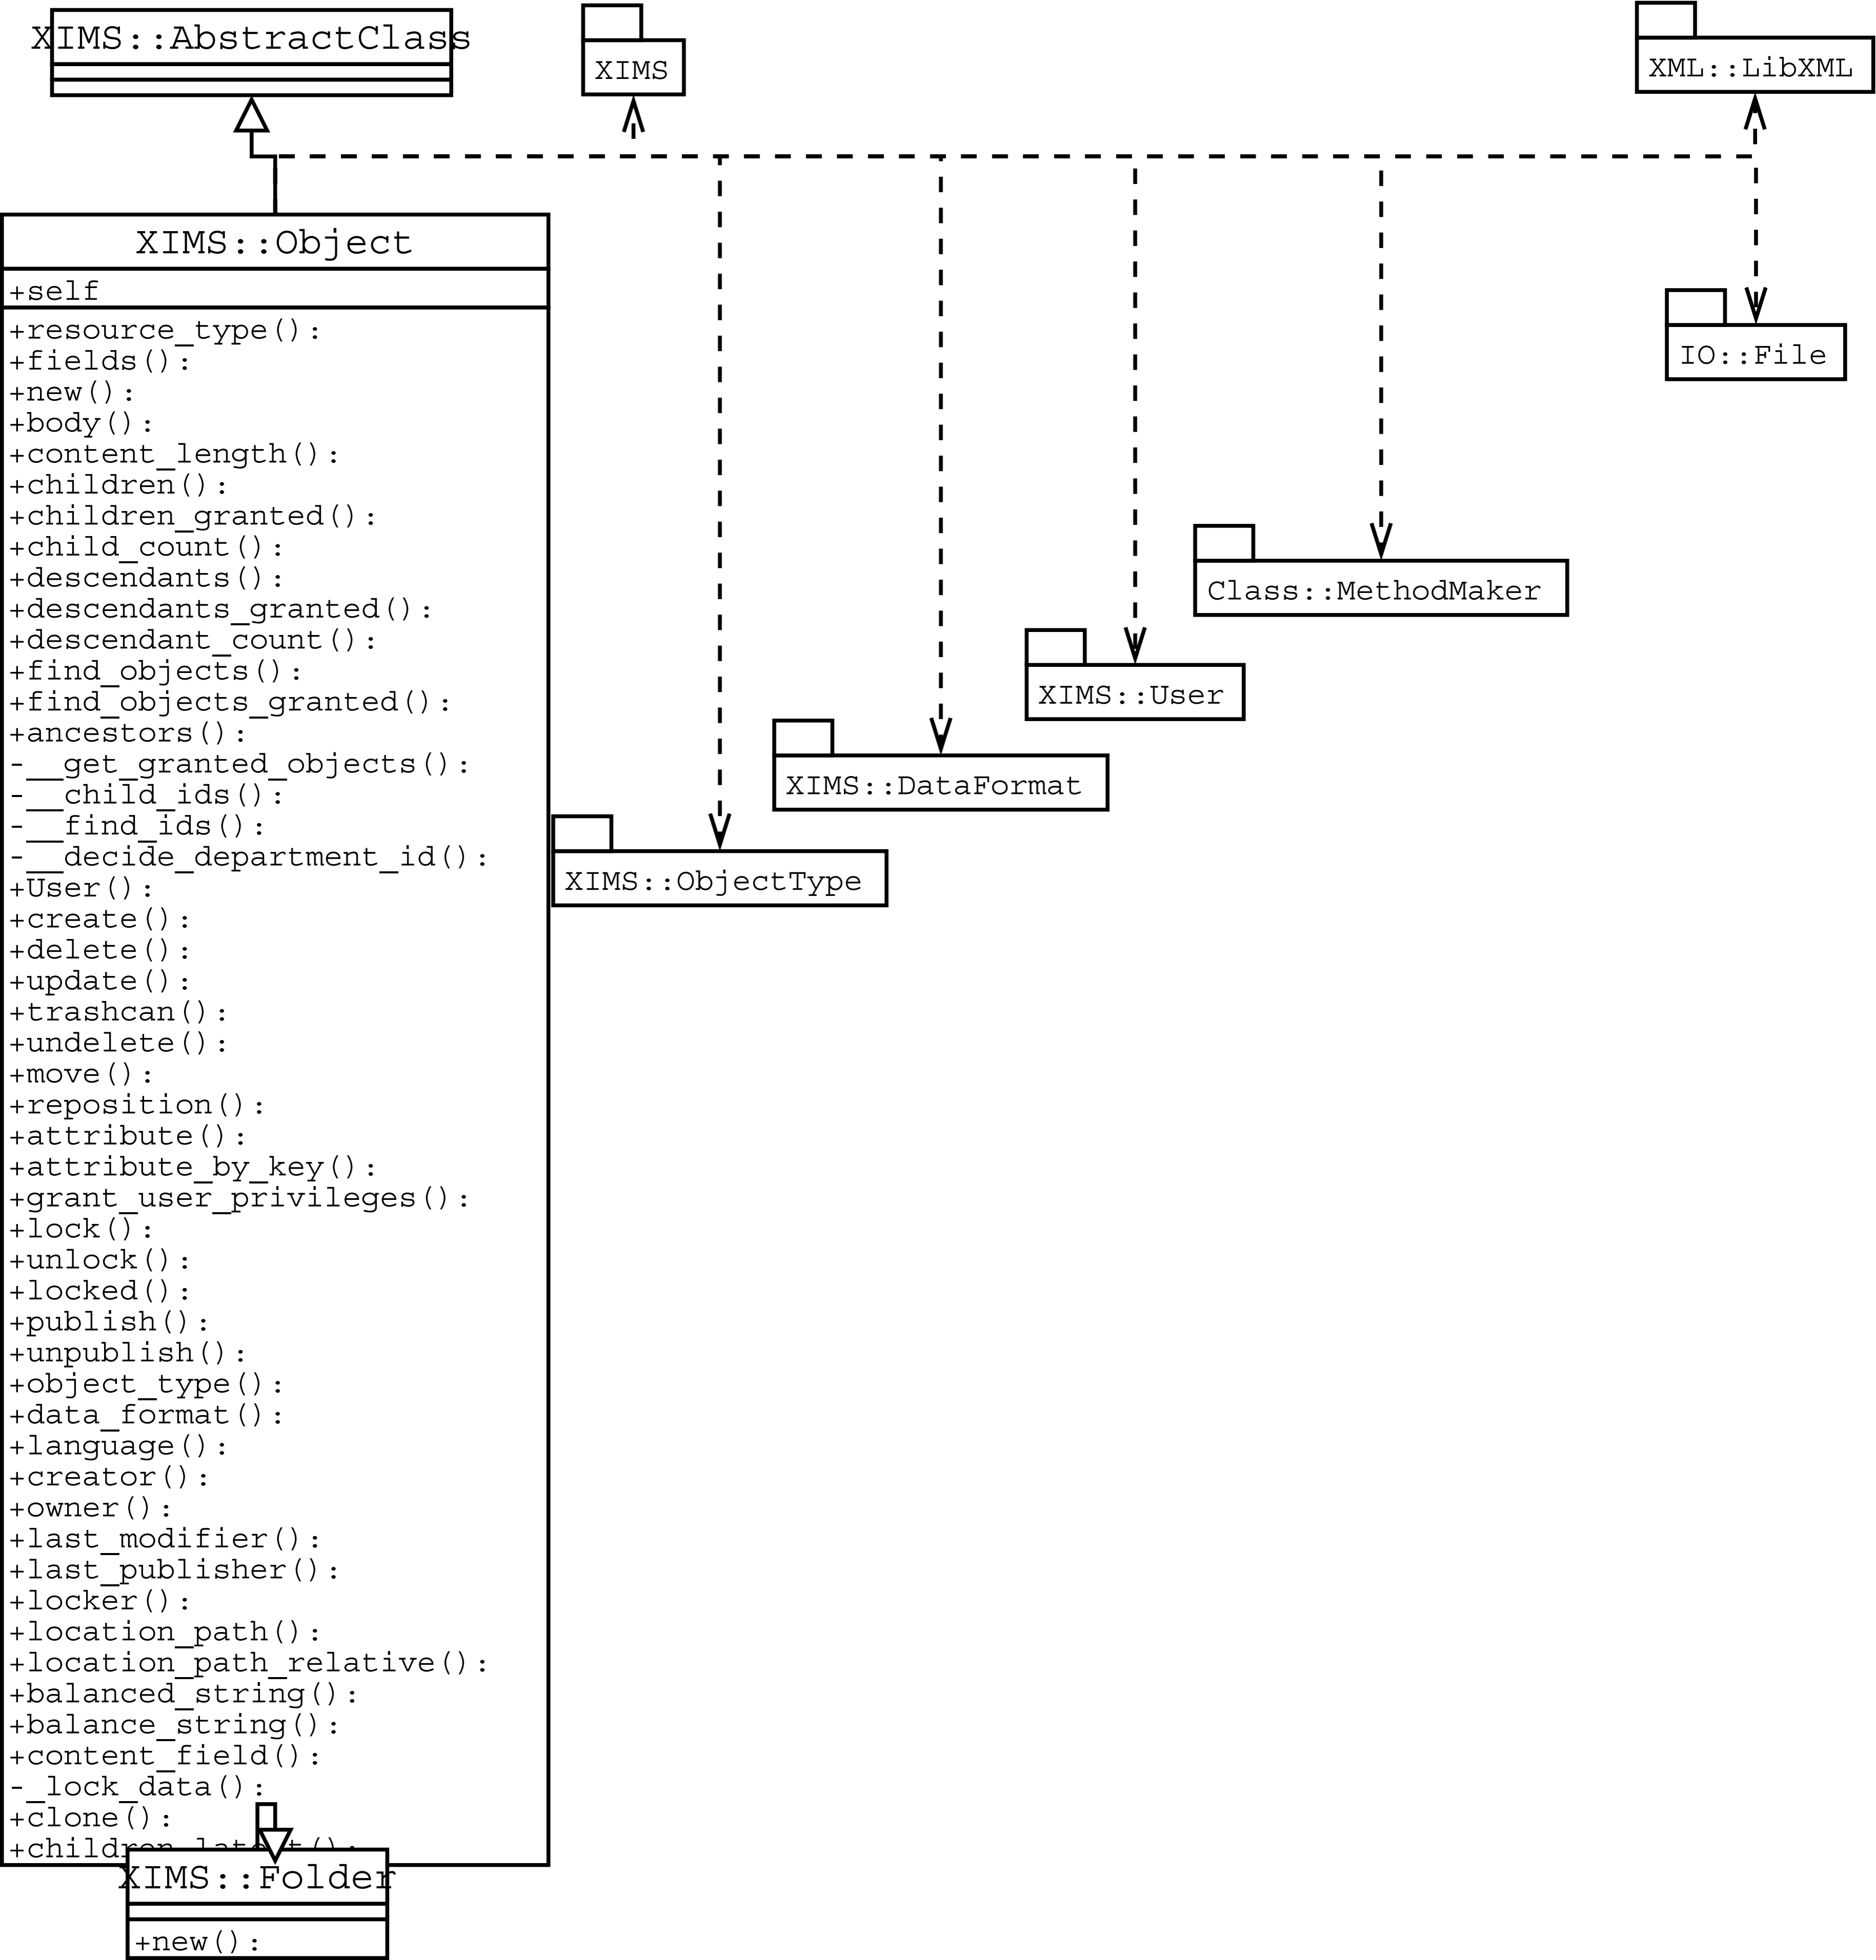 XIMS::AbstractClass
XIMS
XML::LibXML
XIMS::Object
+self
+resource_type():
+fields():
+new():
+body():
+content_length():
+children():
+children_granted():
+child_count():
+descendants():
+descendants_granted():
+descendant_count():
+find_objects():
+find_objects_granted():
+ancestors():
-__get_granted_objects():
-__child_ids():
-__find_ids():
-__decide_department_id():
+User():
+create():
+delete():
+update():
+trashcan():
+undelete():
+move():
+reposition():
+attribute():
+attribute_by_key():
+grant_user_privileges():
+lock():
+unlock():
+locked():
+publish():
+unpublish():
+object_type():
+data_format():
+language():
+creator():
+owner():
+last_modifier():
+last_publisher():
+locker():
+location_path():
+location_path_relative():
+balanced_string():
+balance_string():
+content_field():
-_lock_data():
+clone():
+children_latest():
IO::File
Class::MethodMaker
XIMS::User
XIMS::DataFormat
XIMS::ObjectType
XIMS::Folder
+new():